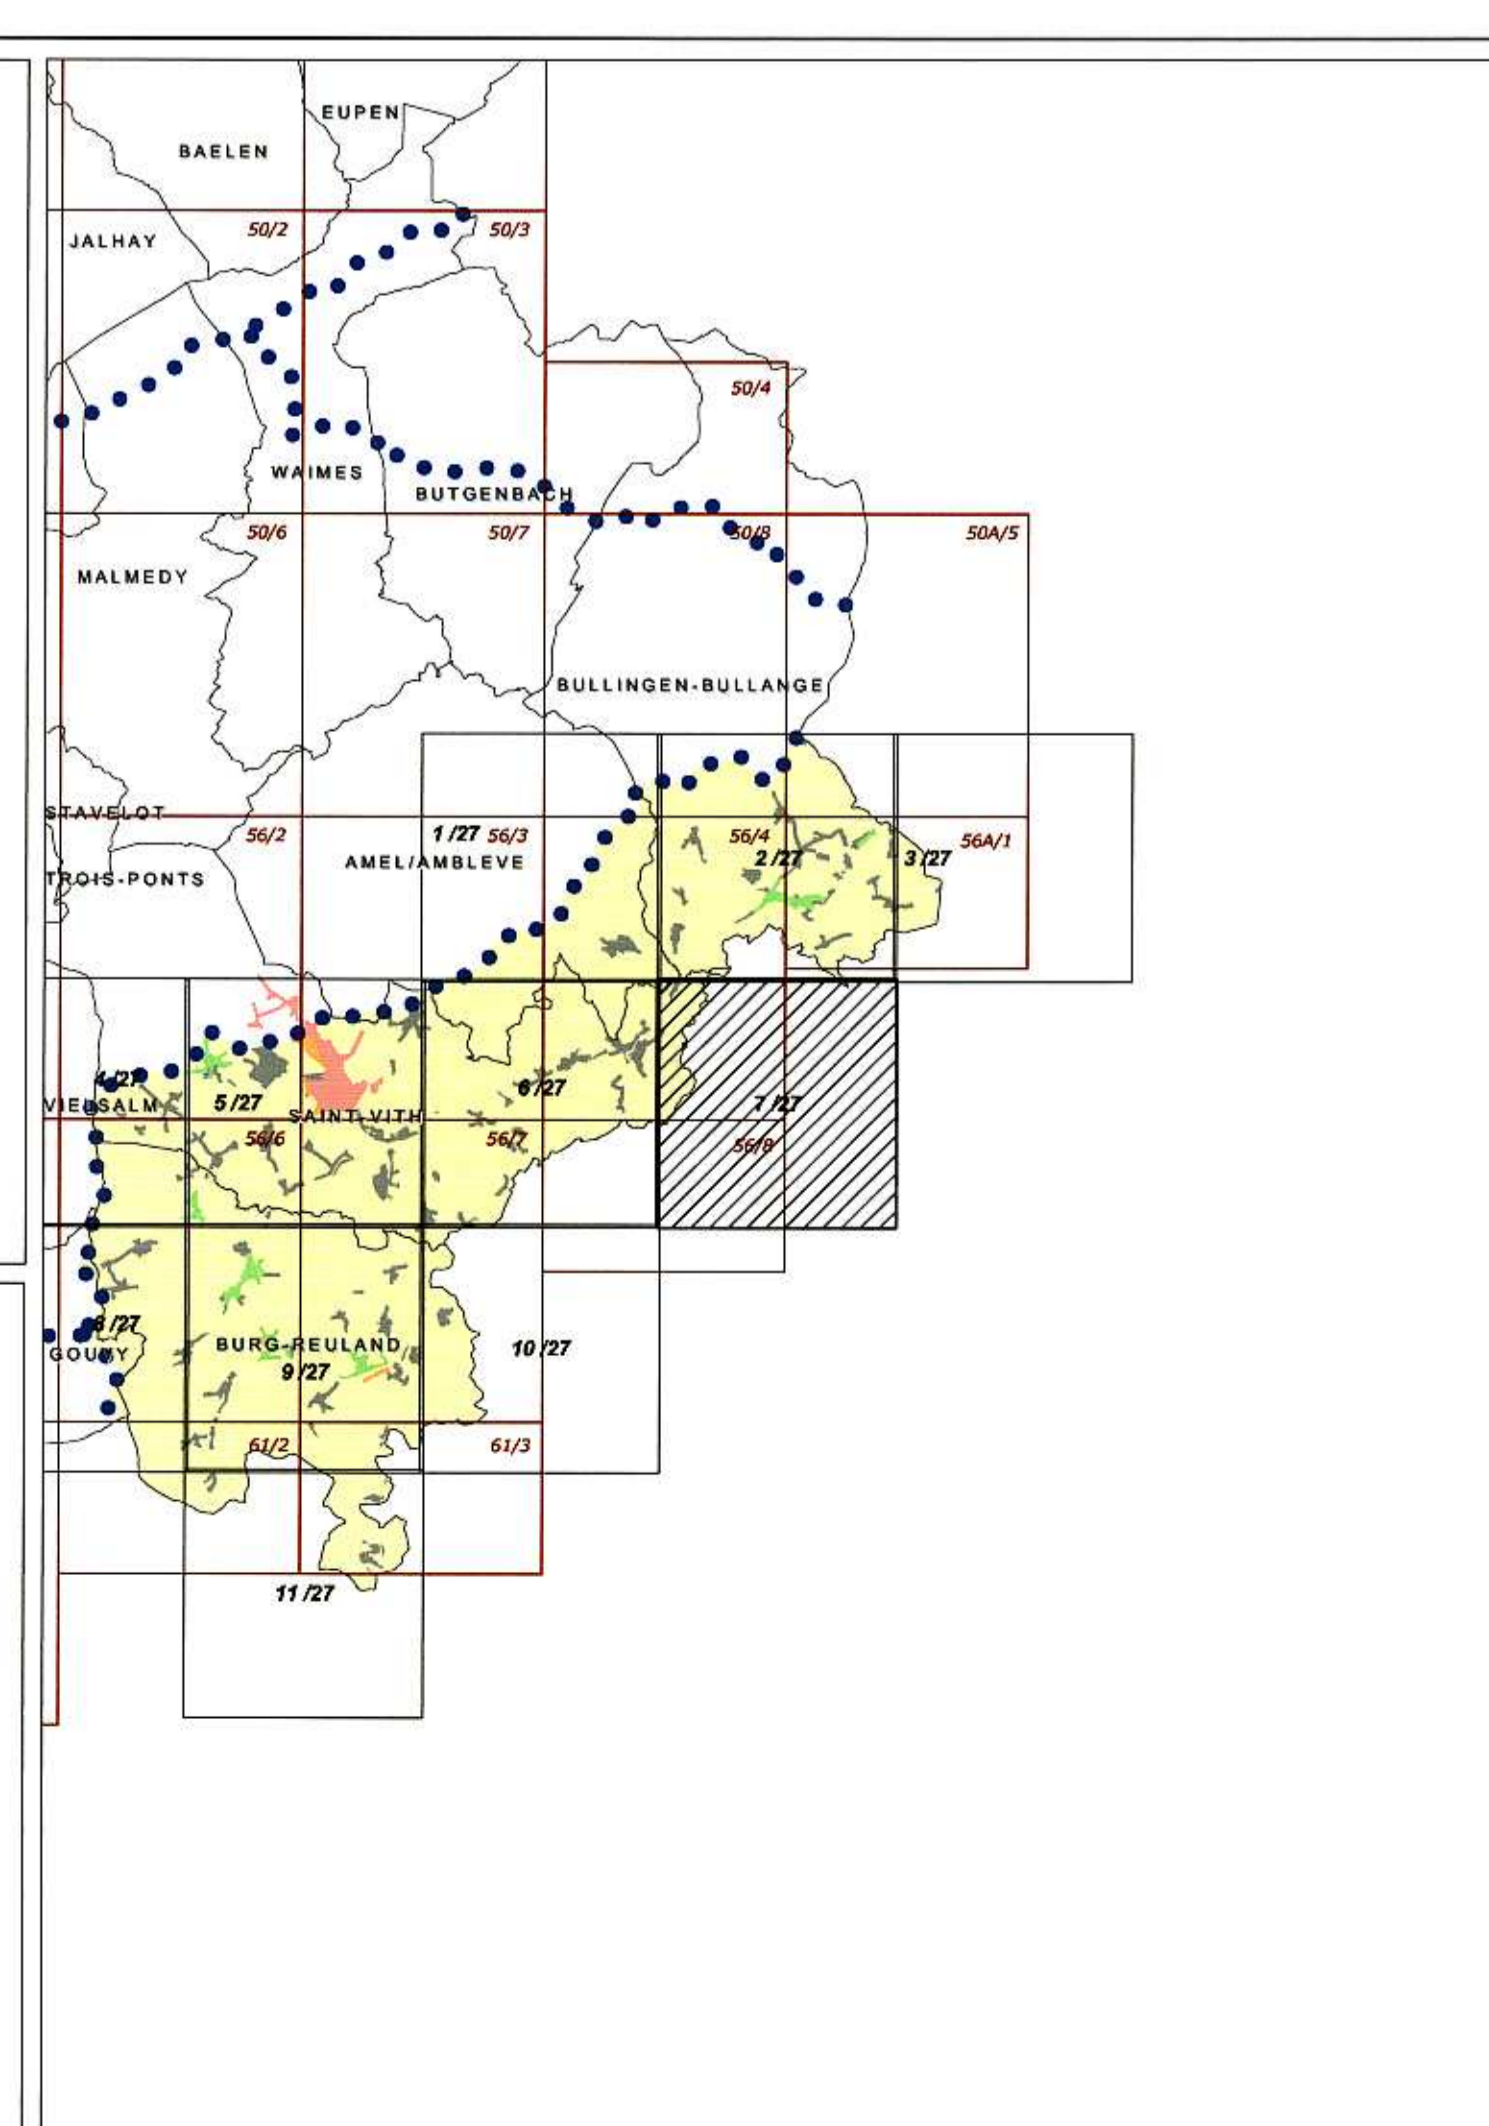 EUPEN
BAELEN
50/2
50/3
JALHAY
50/4
WAIMES
BUTGENBACH
50/6
50/7
50/8
50A/5
MALMEDY
BULLINGEN-BULLANGE
STAVELOT
56/2
1 /27
56/3
56/4
56A/1
AMEL/AMBLEVE
2 /27
3 /27
TROIS-PONTS
4 /27
VIELSALM
5 /27
SAINT-VITH
6 /27
7 /27
56/6
56/7
56/8
8 /27
GOUVY
BURG-REULAND
9 /27
10 /27
61/2
61/3
11 /27